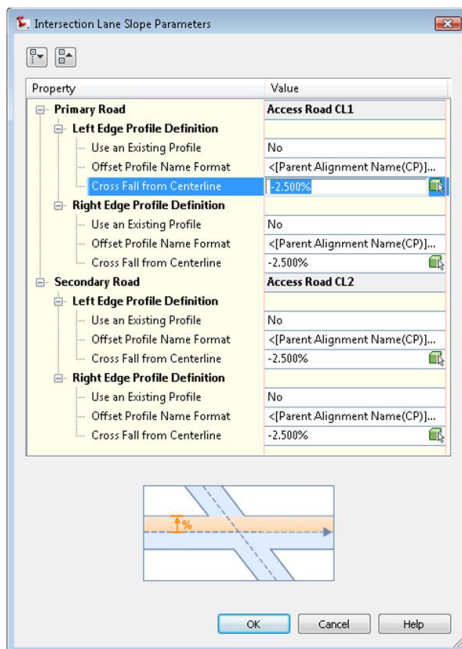 Intersection Lane Slope Parameters
Property Value
Primary Road Access Road CL1
Left Edge Profile Definition
Use an Existing Profile No
Offset Profile Name Format <[Parent Alignment Name(CP)]...
Cross Fall from Centerline -2.500%
Right Edge Profile Definition
Use an Existing Profile No
Offset Profile Name Format <[Parent Alignment Name(CP)]...
Cross Fall from Centerline -2.500%
Secondary Road Access Road CL2
Left Edge Profile Definition
Use an Existing Profile No
Offset Profile Name Format <[Parent Alignment Name(CP)]...
Cross Fall from Centerline -2.500%
Right Edge Profile Definition
Use an Existing Profile No
Offset Profile Name Format <[Parent Alignment Name(CP)]...
Cross Fall from Centerline -2.500%
%
OK Cancel Help